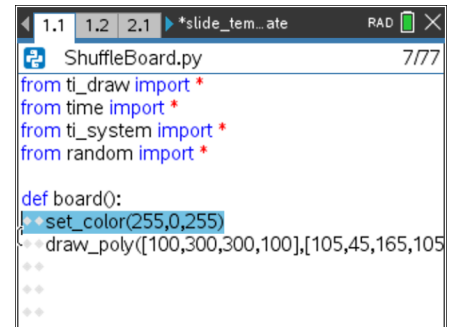 1.1 1.2 2.1 *slide_tem...ate RAD
ShuffleBoard.py 7/77
from ti_draw import *
from time import *
from ti_system import *
from random import *
def board():
set_color(255,0,255)
draw_poly([100,300,300,100],[105,45,165,105